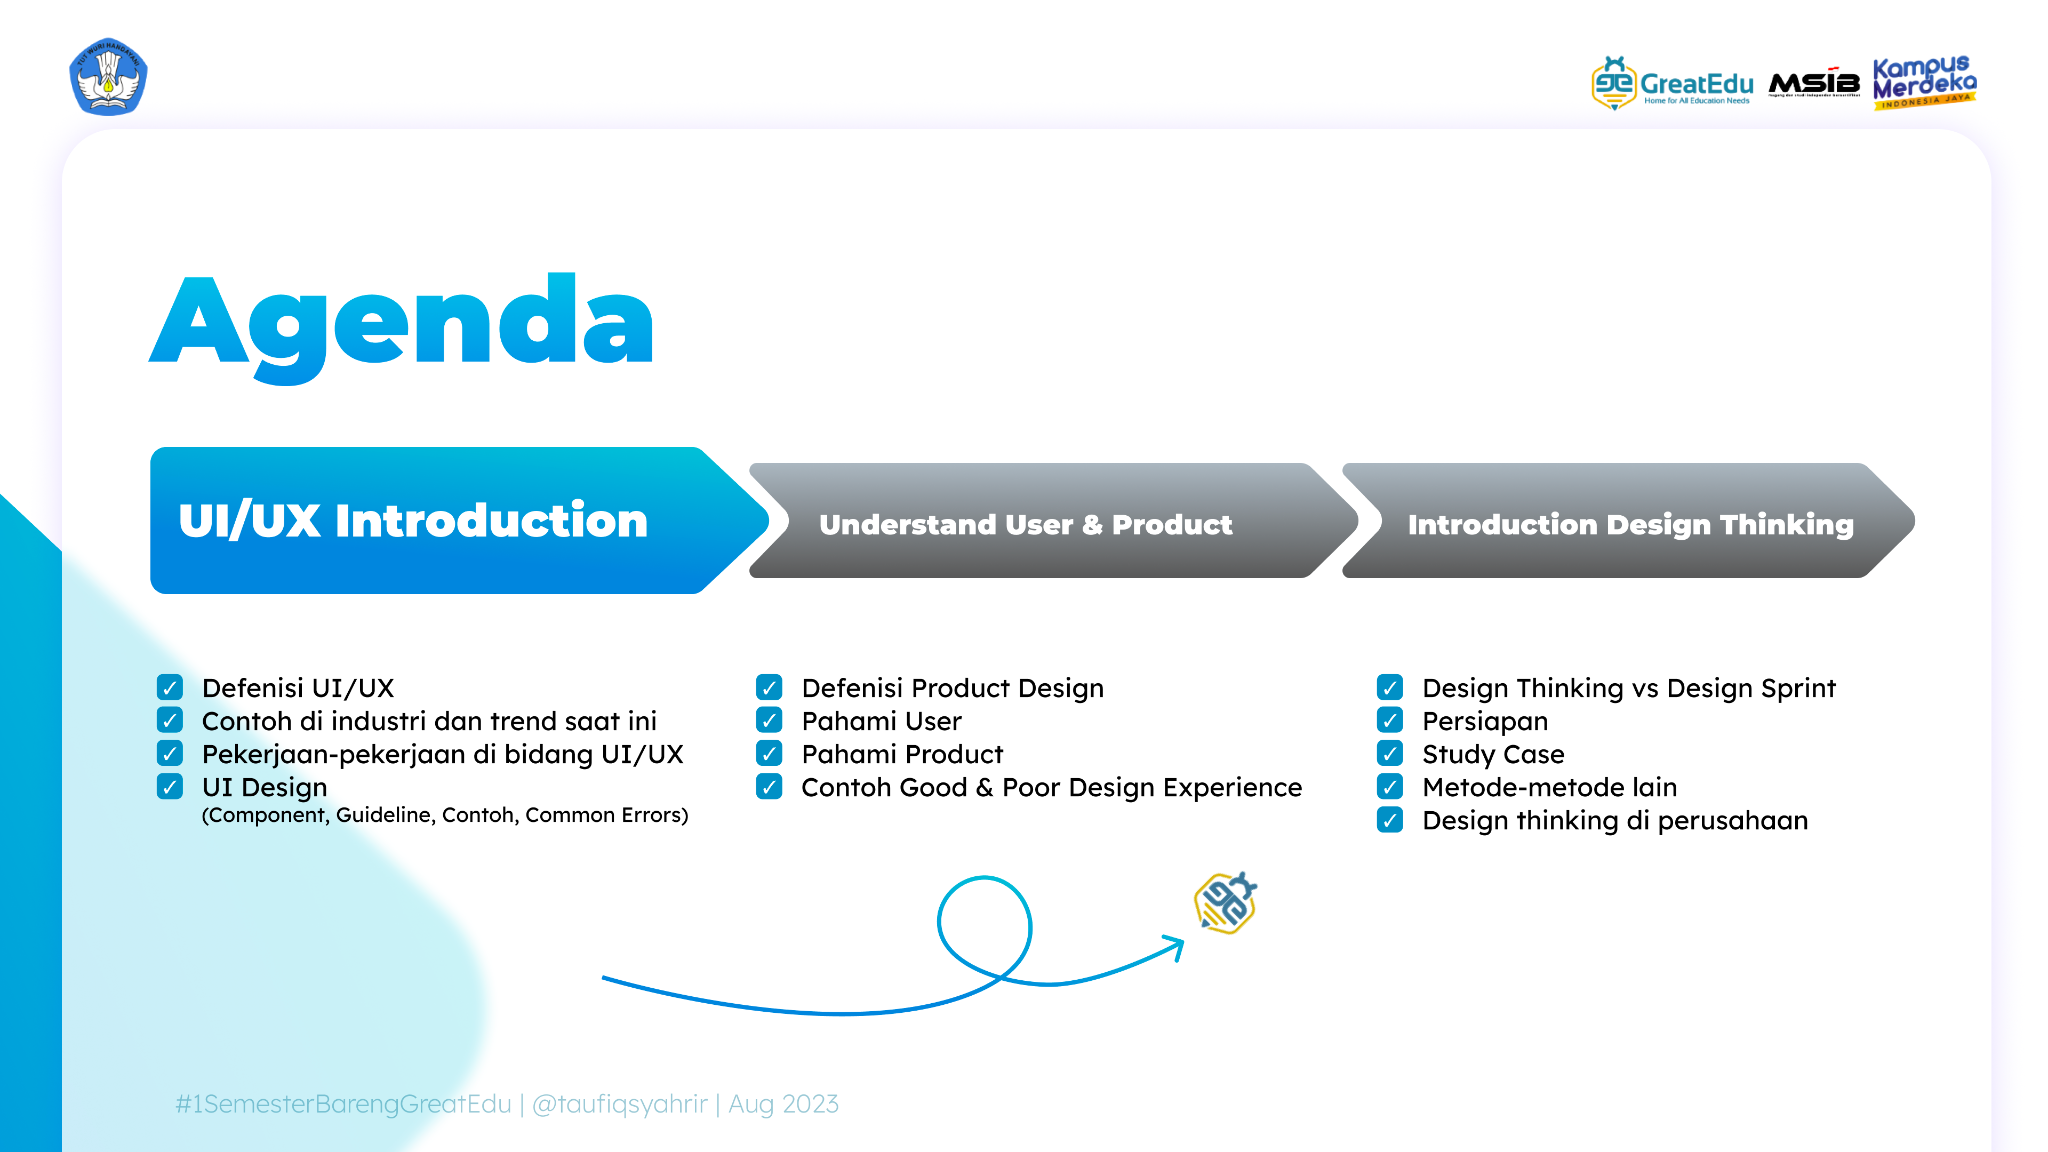 TUT WURI HANDAYANI
GreatEdu
Home for All Education Needs
MSIB
Kampus
Merdeka
INDONESIA JAYA
Agenda
UI/UX Introduction
Understand User & Product
Introduction Design Thinking
Defenisi UI/UX
Contoh di industri dan trend saat ini
Pekerjaan-pekerjaan di bidang UI/UX
UI Design
(Component, Guideline, Contoh, Common Errors)
Defenisi Product Design
Pahami User
Pahami Product
Contoh Good & Poor Design Experience
Design Thinking vs Design Sprint
Persiapan
Study Case
Metode-metode lain
Design thinking di perusahaan
#1SemesterBarengGreatEdu | @taufiqsyahrir | Aug 2023